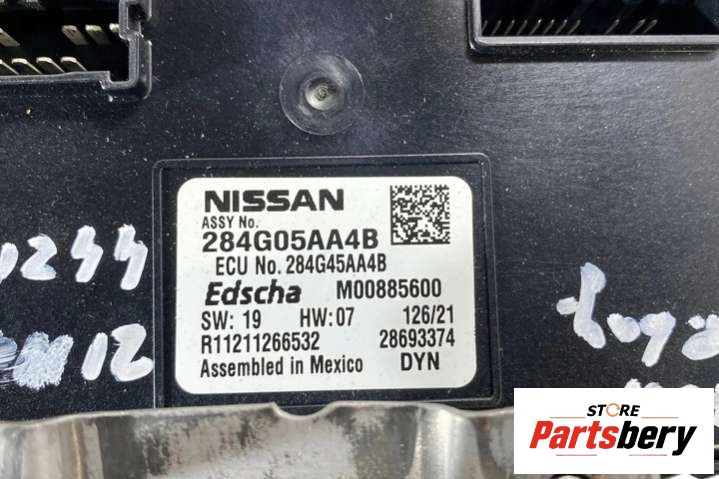 NISSAN
ASSY No.
284G05AA4B
ECU No. 284G45AA4B
Edscha M00885600
SW: 19 HW: 07 126/21
R11211266532 28693374
Assembled in Mexico DYN
STORE
Partsbery